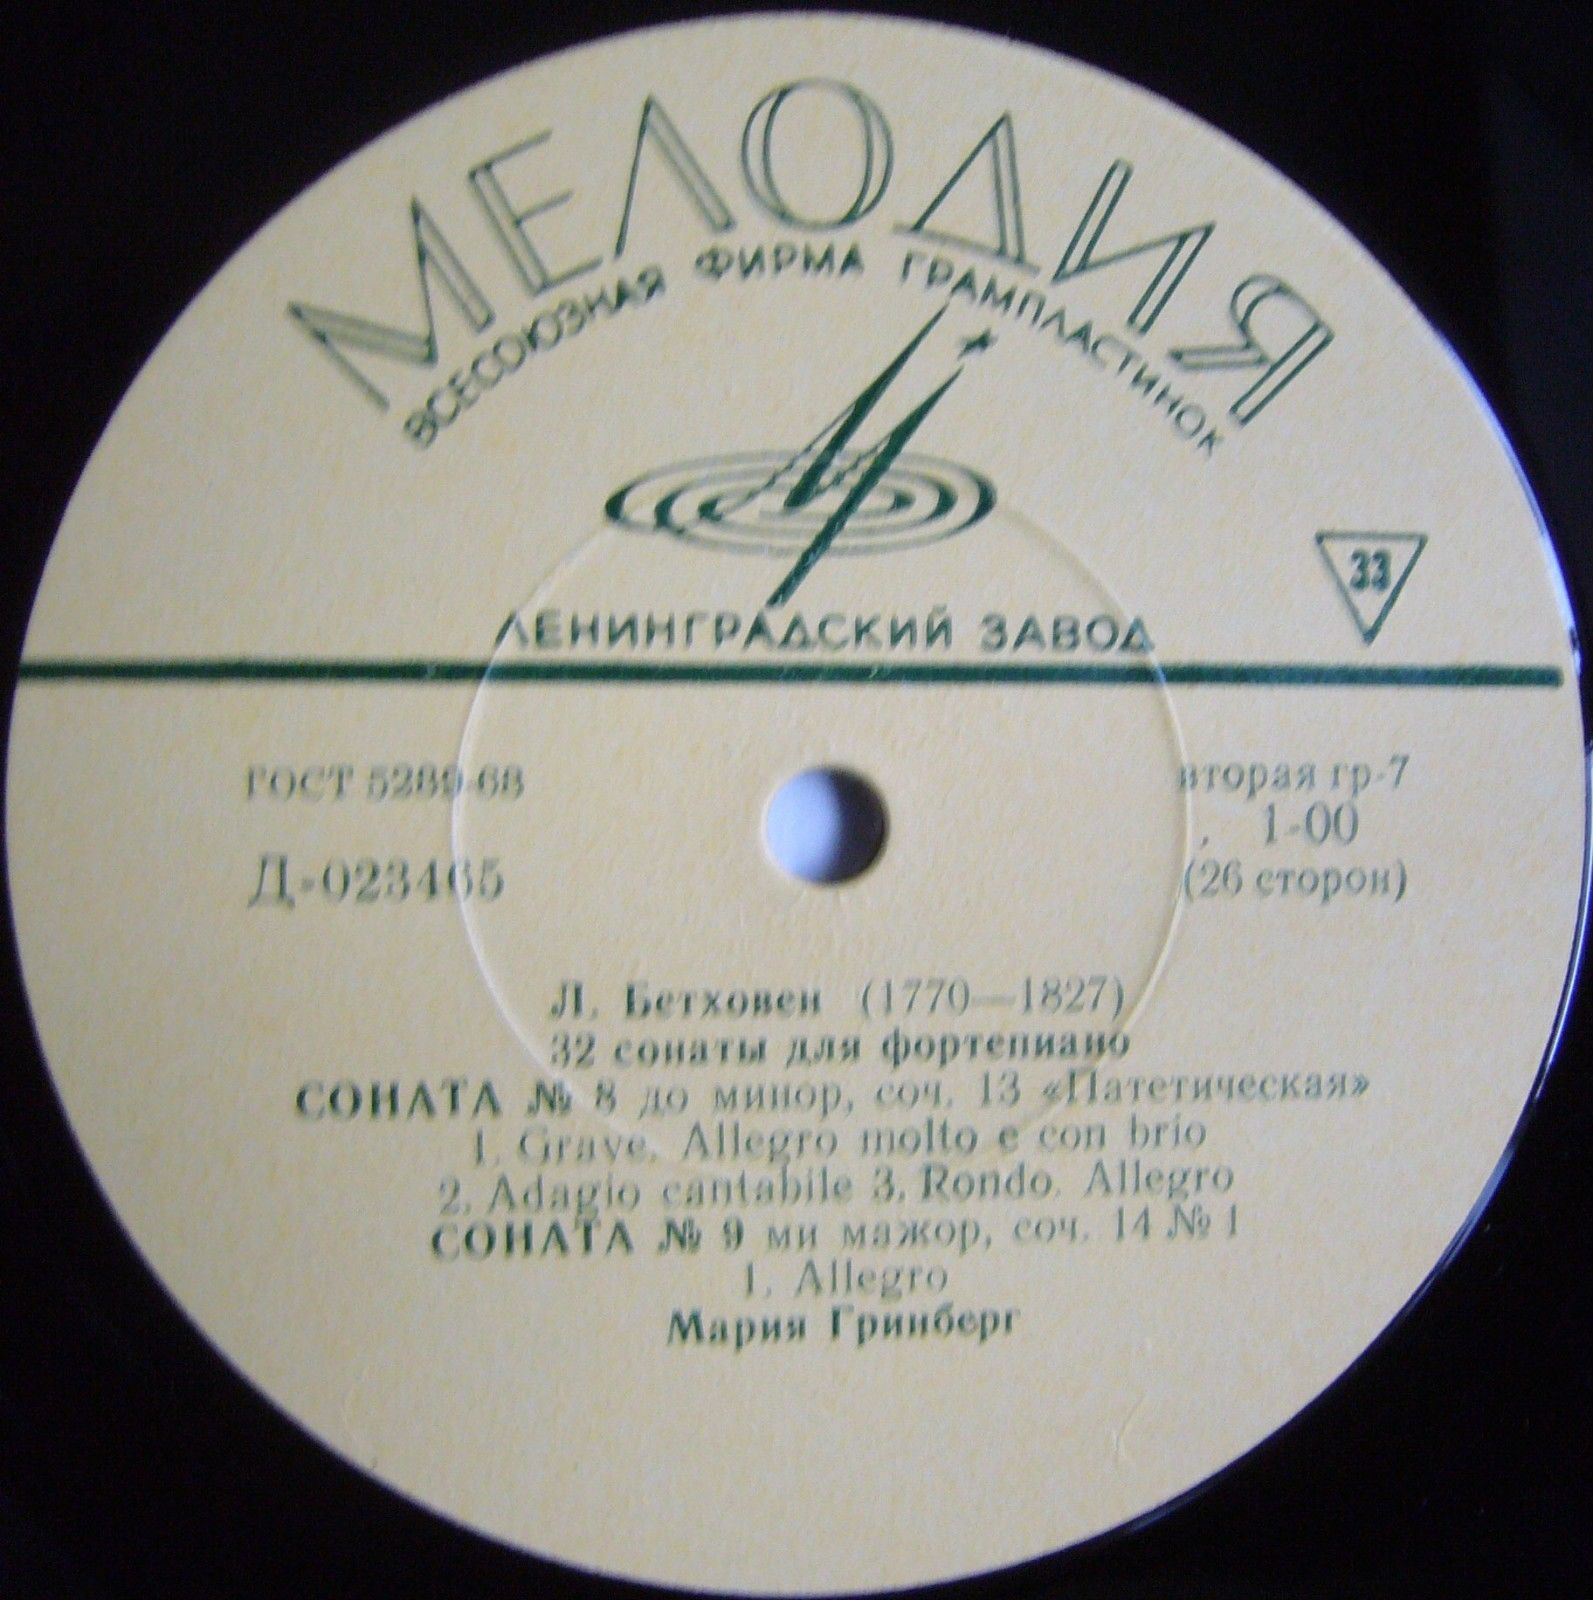 МЕЛОДИЯ
ВСЕСОЮЗНАЯ ФИРМА ГРАМПЛАСТИНОК
33
ЛЕНИНГРАДСКИЙ ЗАВОД
ГОСТ 5289-68
вторая гр-7
1-00
Д-023465
(26 сторон)
Л. Бетховен (1770—1827)
32 сонаты для фортепиано
СОНАТА № 8 до минор, соч. 13 «Патетическая»
1. Grave. Allegro molto e con brio
2. Adagio cantabile 3. Rondo. Allegro
СОНАТА № 9 ми мажор, соч. 14 № 1
1. Allegro
Мария Гринберг